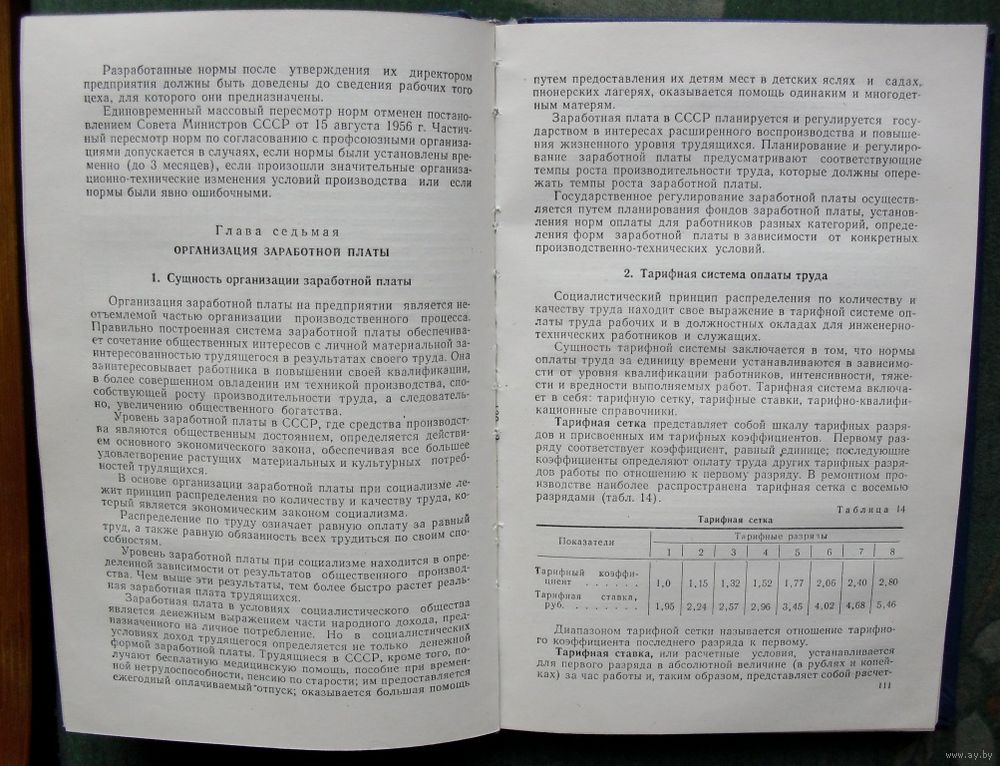 Разработанные нормы после утверждения их директором
предприятия должны быть доведены до сведения рабочих того
цеха, для которого они предназначены.
Единовременный массовый пересмотр норм отменен постано-
влением Совета Министров СССР от 15 августа 1956 г. Частич-
ный пересмотр норм по согласованию с профсоюзными организа-
циями допускается в случаях, если нормы были установлены вре-
менно (до 3 месяцев), если произошли значительные организа-
ционно-технические изменения условий производства или если
нормы были явно ошибочными.
Глава седьмая
ОРГАНИЗАЦИЯ ЗАРАБОТНОЙ ПЛАТЫ
1. Сущность организации заработной платы
Организация заработной платы на предприятии является не-
отъемлемой частью организации производственного процесса.
Правильно построенная система заработной платы обеспечива-
ет сочетание общественных интересов с личной материальной за-
интересованностью трудящегося в результатах своего труда. Она
заинтересовывает работника в повышении своей квалификации,
в более совершенном овладении им техникой производства, спо-
собствующей росту производительности труда, а следователь-
но, увеличению общественного богатства.
Уровень заработной платы в СССР, где средства производст-
ва являются общественным достоянием, определяется действи-
ем основного экономического закона, обеспечивая все большее
удовлетворение растущих материальных и культурных потреб-
ностей трудящихся.
В основе организации заработной платы при социализме ле-
жит принцип распределения по количеству и качеству труда, ко-
торый является экономическим законом социализма.
Распределение по труду означает равную оплату за равный
труд, а также равную обязанность всех трудиться по своим спо-
собностям.
Уровень заработной платы при социализме находится в опре-
деленной зависимости от результатов общественного производ-
ства. Чем выше эти результаты, тем более быстро растет реаль-
ная заработная плата трудящихся.
Заработная плата в условиях социалистического общества
является денежным выражением части народного дохода, пред-
назначенного на личное потребление. Но в социалистических
условиях доход трудящегося определяется не только денежной
формой заработной платы. Трудящиеся в СССР, кроме того, по-
лучают бесплатную медицинскую помощь, пособие при времен-
ной нетрудоспособности, пенсию по старости; им предоставляется
ежегодный оплачиваемый отпуск; оказывается большая помощь
путем предоставления их детям мест в детских яслях и садах,
пионерских лагерях, оказывается помощь одиноким и многодет-
ным матерям.
Заработная плата в СССР планируется и регулируется госу-
дарством в интересах расширенного воспроизводства и повыше-
ния жизненного уровня трудящихся. Планирование и регулиро-
вание заработной платы предусматривают соответствующие
темпы роста производительности труда, которые должны опере-
жать темпы роста заработной платы.
Государственное регулирование заработной платы осуществ-
ляется путем планирования фондов заработной платы, установ-
ления норм оплаты для работников разных категорий, опреде-
ления форм заработной платы в зависимости от конкретных
производственно-технических условий.
2. Тарифная система оплаты труда
Социалистический принцип распределения по количеству и
качеству труда находит свое выражение в тарифной системе оп-
латы труда рабочих и в должностных окладах для инженерно-
технических работников и служащих.
Сущность тарифной системы заключается в том, что нормы
оплаты труда за единицу времени устанавливаются в зависимо-
сти от уровня квалификации работников, интенсивности, тяже-
сти и вредности выполняемых работ. Тарифная система включа-
ет в себя: тарифную сетку, тарифные ставки, тарифно-квалифи-
кационные справочники.
Тарифная сетка представляет собой шкалу тарифных разря-
дов и присвоенных им тарифных коэффициентов. Первому раз-
ряду соответствует коэффициент, равный единице; последующие
коэффициенты определяют оплату труда других тарифных разря-
дов работы по отношению к первому разряду. В ремонтном про-
изводстве наиболее распространена тарифная сетка с восемью
разрядами (табл. 14).
Таблица 14
Тарифная сетка
Показатели Тарифные разряды
1 2 3 4 5 6 7 8
Тарифный коэффи-
циент . . . . . . 1,0 1,15 1,32 1,52 1,77 2,06 2,40 2,80
Тарифная ставка,
руб. . . . . . . . 1,95 2,24 2,57 2,96 3,45 4,02 4,68 5,46
Диапазоном тарифной сетки называется отношение тарифно-
го коэффициента последнего разряда к первому.
Тарифная ставка, или расчетные условия, устанавливается
для первого разряда в абсолютной величине (в рублях и копей-
ках) за час работы и, таким образом, представляет собой расчет-
111
www.ay.by